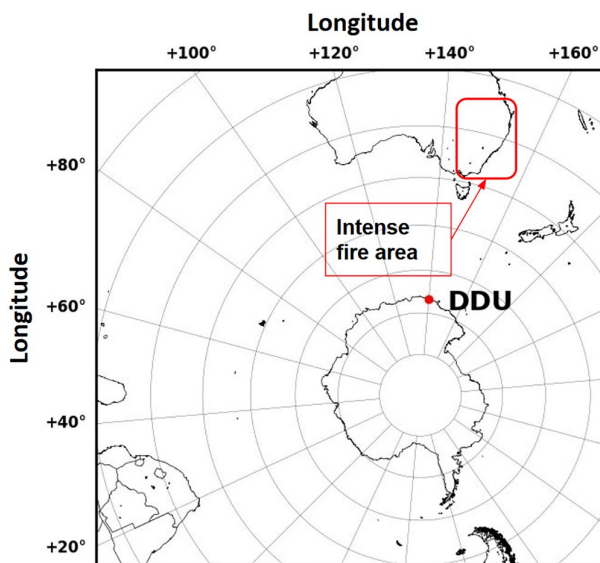 Longitude
+100° +120° +140° +160°
+80°
Intense
fire area
DDU
+60°
Longitude
+40°
+20°